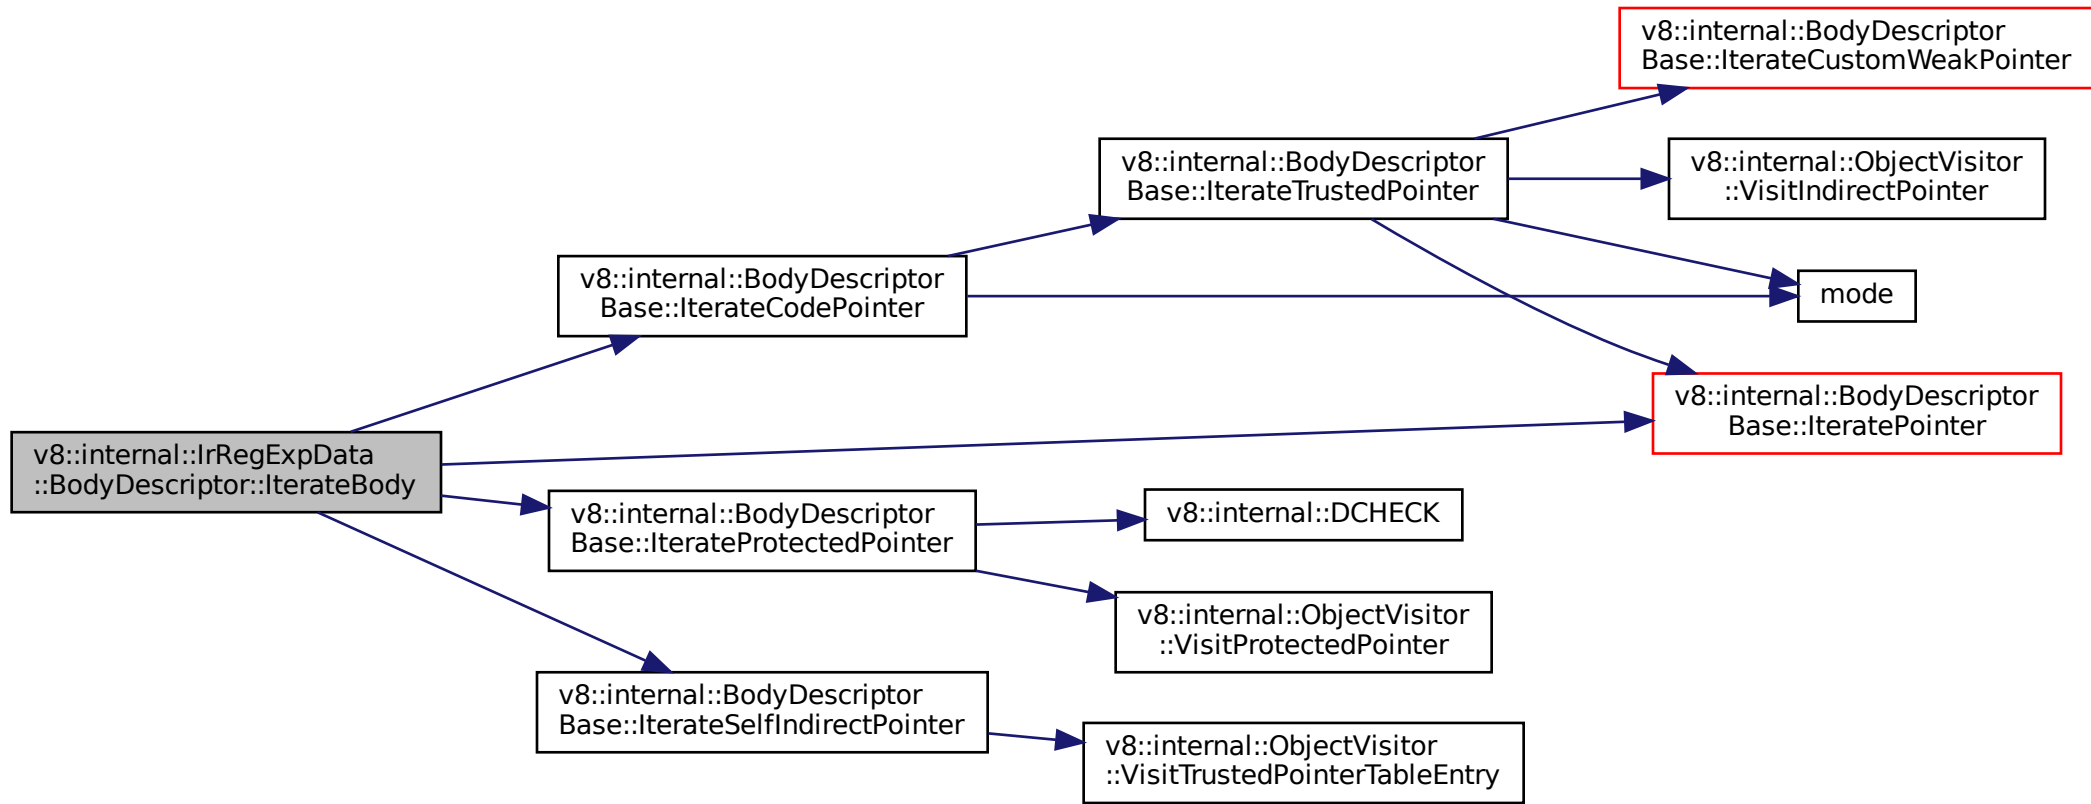 v8::internal::BodyDescriptor
Base::IterateCustomWeakPointer
v8::internal::BodyDescriptor
Base::IterateTrustedPointer
v8::internal::ObjectVisitor
::VisitIndirectPointer
v8::internal::BodyDescriptor
Base::IterateCodePointer
mode
v8::internal::BodyDescriptor
Base::IteratePointer
v8::internal::IrRegExpData
::BodyDescriptor::IterateBody
v8::internal::BodyDescriptor
Base::IterateProtectedPointer
v8::internal::DCHECK
v8::internal::ObjectVisitor
::VisitProtectedPointer
v8::internal::BodyDescriptor
Base::IterateSelfIndirectPointer
v8::internal::ObjectVisitor
::VisitTrustedPointerTableEntry